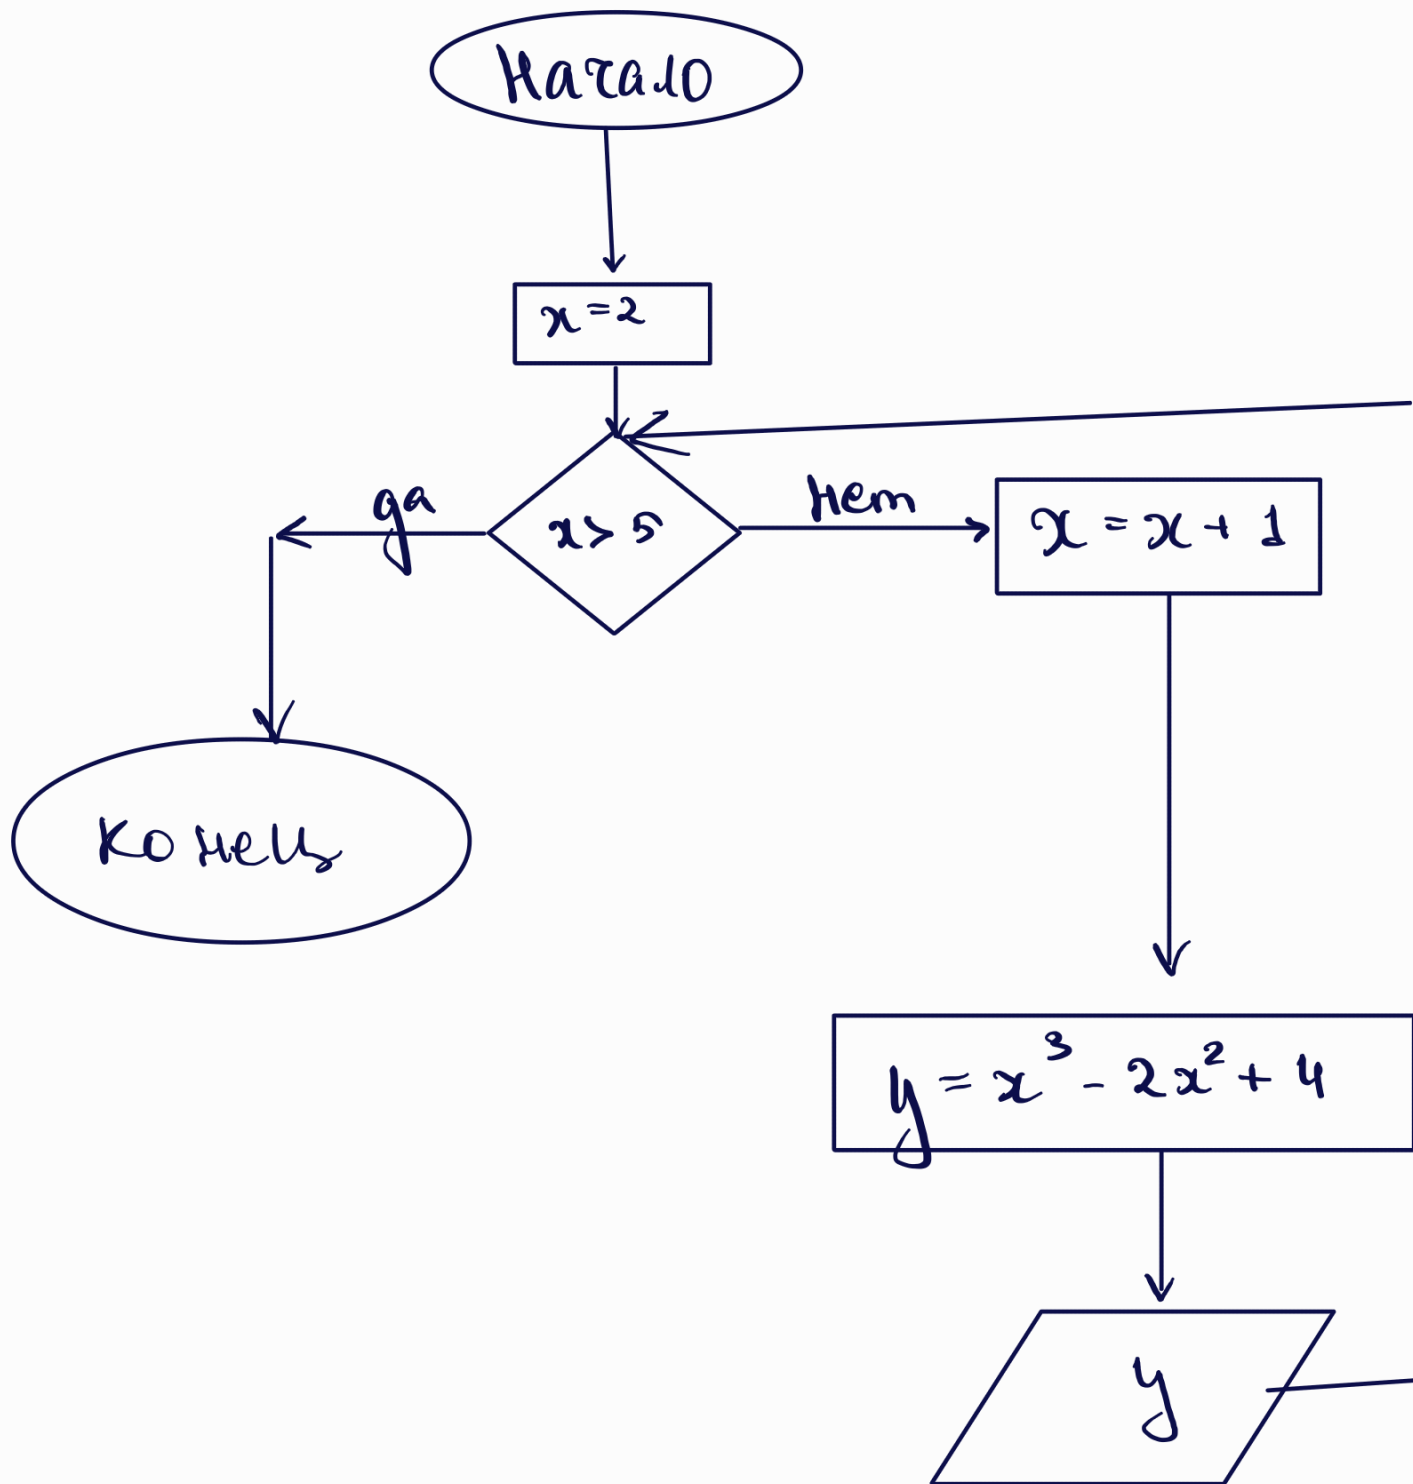 Начало
x = 2
x > 5
да
нет
x = x + 1
Конец
y = x³ - 2x² + 4
y